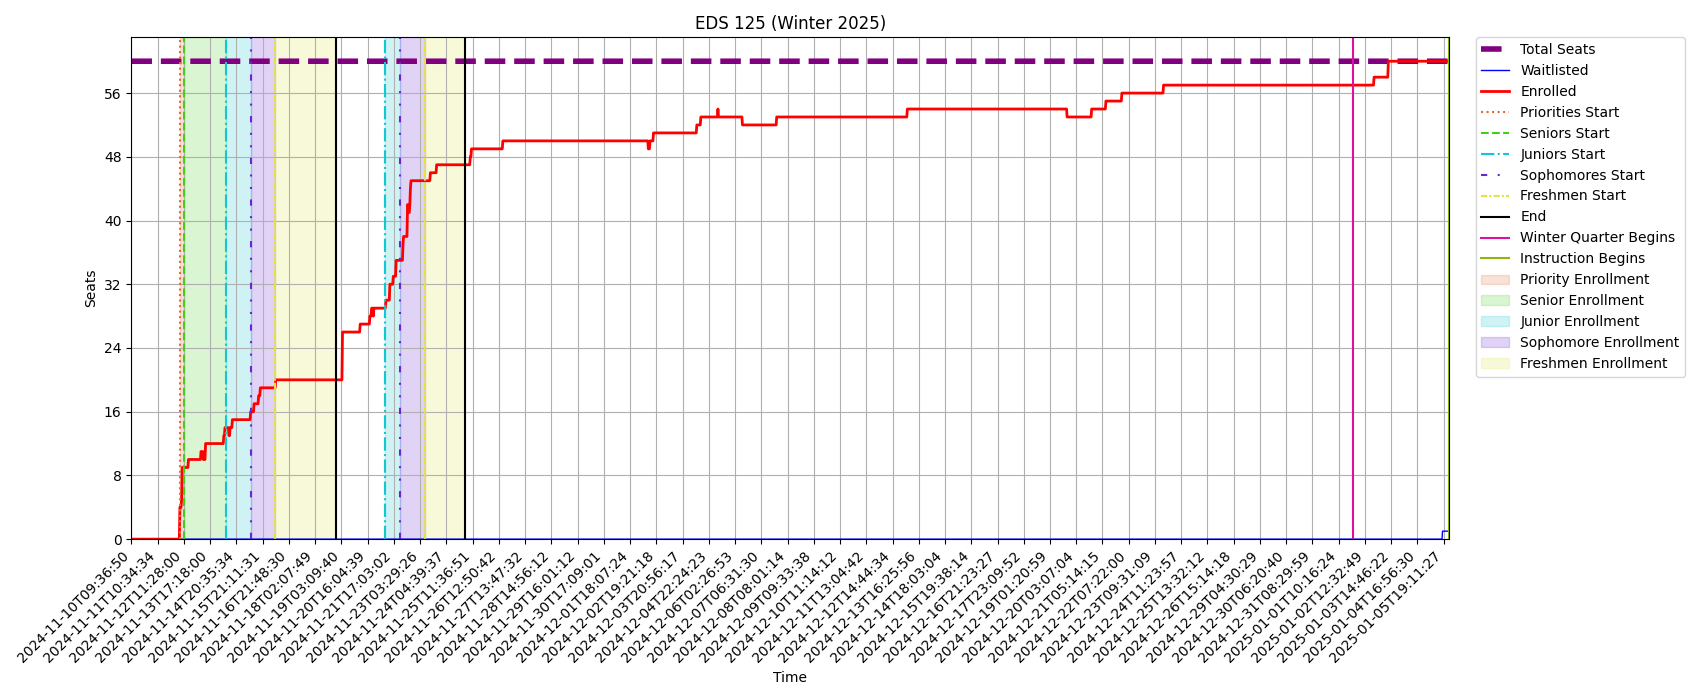 EDS 125 (Winter 2025)
Total Seats
Waitlisted
Enrolled
Priorities Start
Seniors Start
Juniors Start
Sophomores Start
Freshmen Start
End
Winter Quarter Begins
Instruction Begins
Priority Enrollment
Senior Enrollment
Junior Enrollment
Sophomore Enrollment
Freshmen Enrollment
Seats
56
48
40
32
24
16
8
0
2024-11-10T09:36:50
2024-11-11T10:34:34
2024-11-12T11:28:00
2024-11-13T17:18:00
2024-11-14T20:35:34
2024-11-15T21:11:31
2024-11-16T21:48:30
2024-11-18T02:07:49
2024-11-19T03:09:40
2024-11-20T16:04:39
2024-11-21T17:03:02
2024-11-23T03:29:26
2024-11-24T04:39:37
2024-11-25T11:36:51
2024-11-26T12:50:42
2024-11-27T13:47:32
2024-11-28T14:56:12
2024-11-29T16:01:12
2024-11-30T17:09:01
2024-12-01T18:07:24
2024-12-02T19:21:18
2024-12-03T20:56:17
2024-12-04T22:24:23
2024-12-06T02:26:53
2024-12-07T06:31:30
2024-12-08T08:01:14
2024-12-09T09:33:38
2024-12-10T11:14:12
2024-12-11T13:04:42
2024-12-12T14:44:34
2024-12-13T16:25:56
2024-12-14T18:03:04
2024-12-15T19:38:14
2024-12-16T21:23:27
2024-12-17T23:09:52
2024-12-19T01:20:59
2024-12-20T03:07:04
2024-12-21T05:14:15
2024-12-22T07:22:00
2024-12-23T09:31:09
2024-12-24T11:23:57
2024-12-25T13:32:12
2024-12-26T15:14:18
2024-12-29T04:30:29
2024-12-30T06:20:40
2024-12-31T08:29:59
2025-01-01T10:16:24
2025-01-02T12:32:49
2025-01-03T14:46:22
2025-01-04T16:56:30
2025-01-05T19:11:27
Time